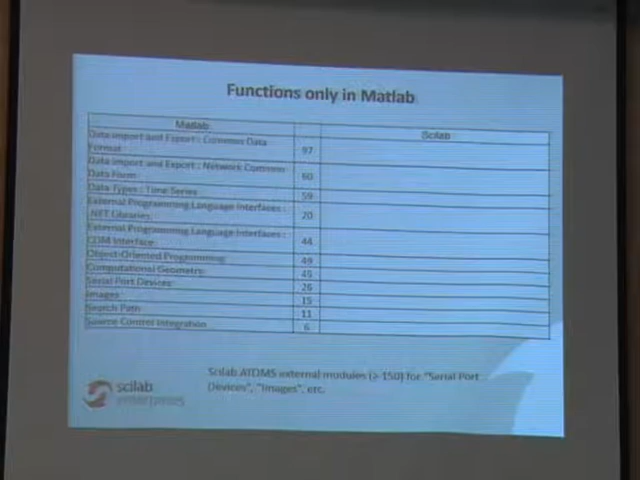 Functions only in Matlab
Matlab Scilab
Data Import and Export : Common Data
Format 97
Data Import and Export : Network Common
Data Form 60
Data Types : Time Series 59
External Programming Language Interfaces :
.NET Libraries 20
External Programming Language Interfaces :
COM Interface 44
Object-Oriented Programming 49
Computational Geometry 45
Serial Port Devices 26
Images 15
Search Path 11
Source Control Integration 6
Scilab ATOMS external modules (≥ 150) for "Serial Port
Devices", "Images", etc.
scilab
enterprises